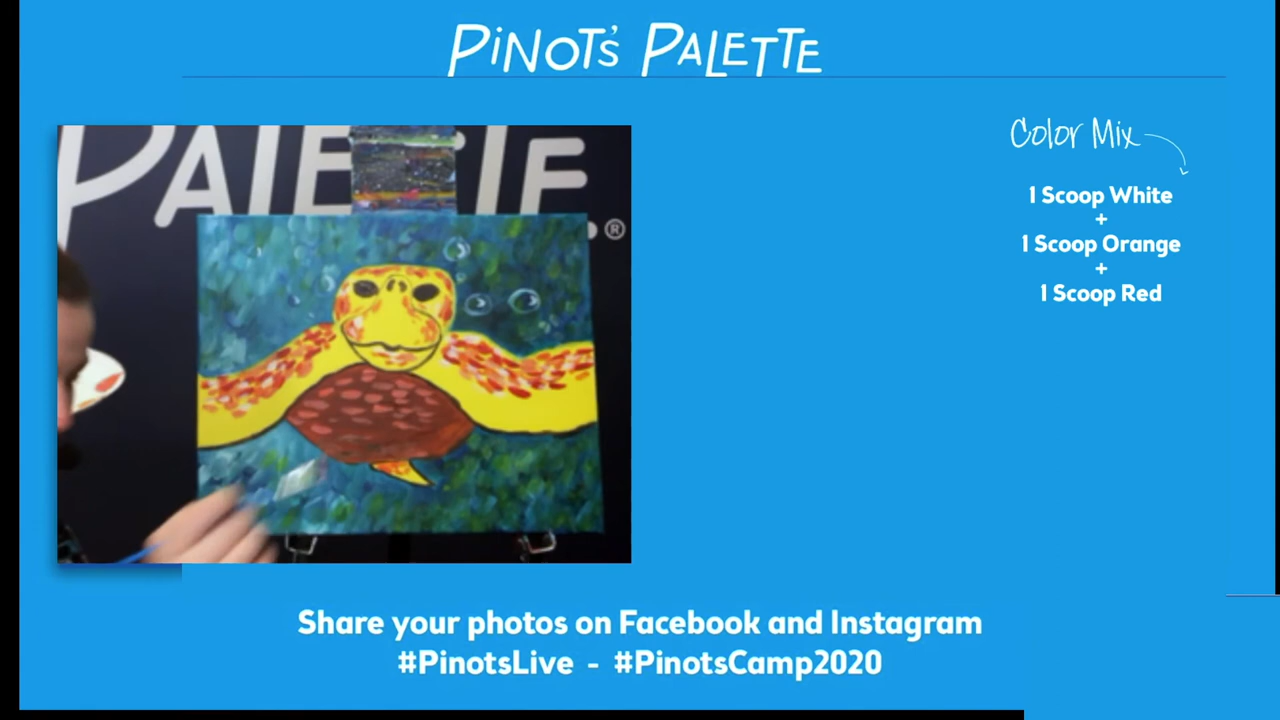 PiNOT'S PALETTE
PALETTE.®
Color Mix
1 Scoop White
+
1 Scoop Orange
+
1 Scoop Red
Share your photos on Facebook and Instagram
#PinotsLive - #PinotsCamp2020